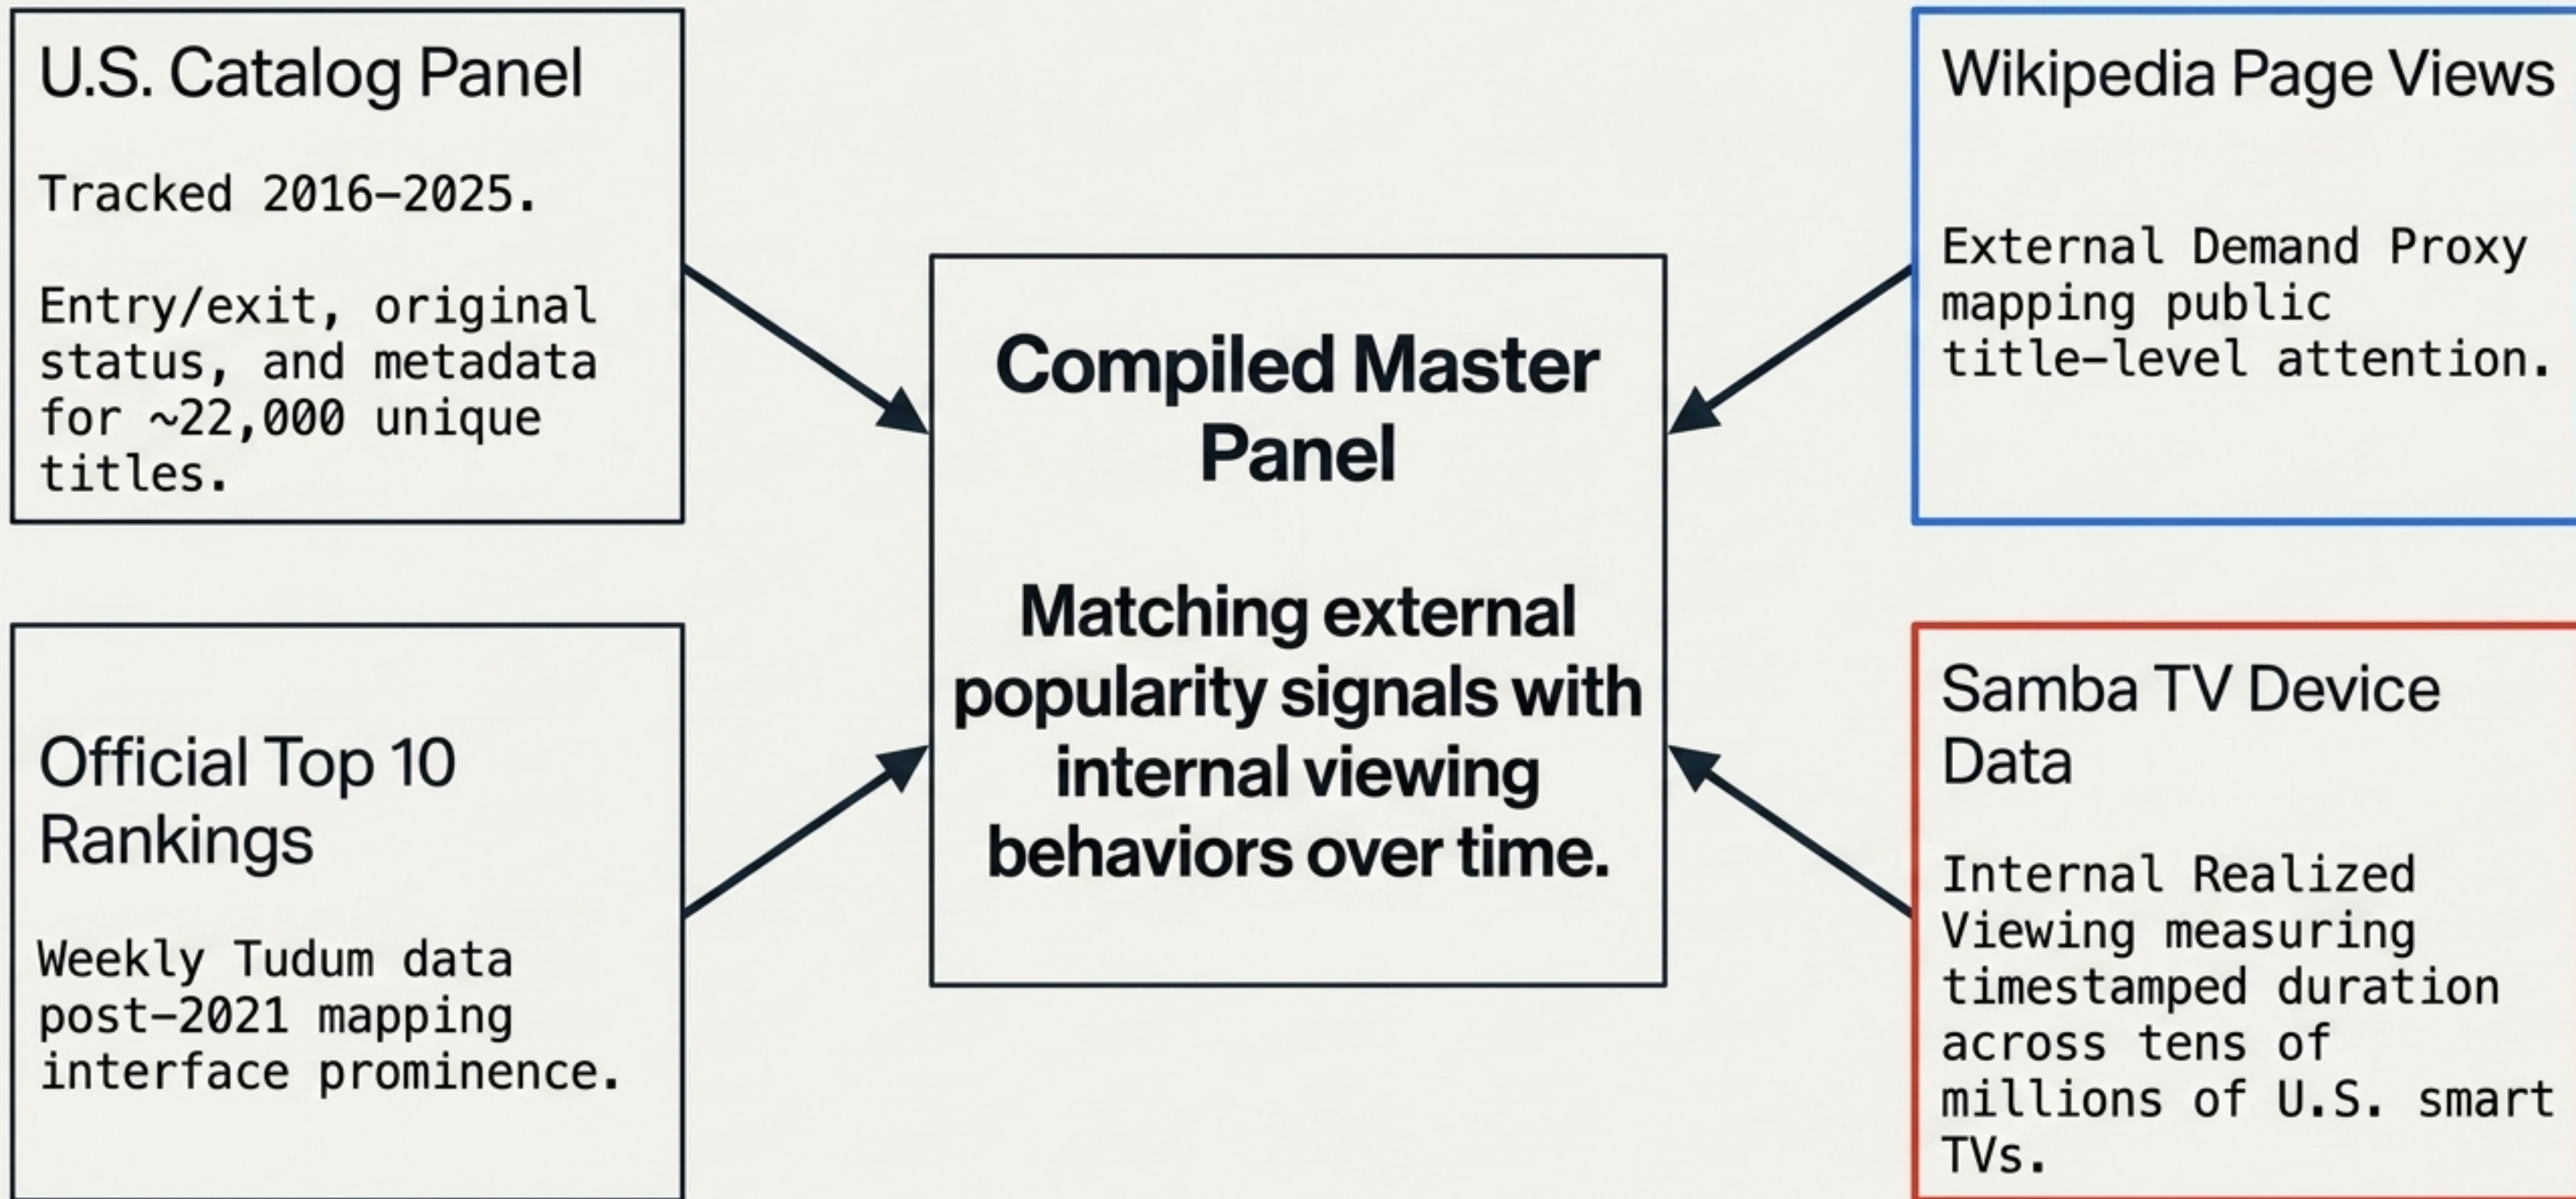 U.S. Catalog Panel
Tracked 2016–2025.
Entry/exit, original
status, and metadata
for ~22,000 unique
titles.
Official Top 10
Rankings
Weekly Tudum data
post–2021 mapping
interface prominence.
Compiled Master
Panel
Matching external
popularity signals with
internal viewing
behaviors over time.
Wikipedia Page Views
External Demand Proxy
mapping public
title–level attention.
Samba TV Device
Data
Internal Realized
Viewing measuring
timestamped duration
across tens of
millions of U.S. smart
TVs.